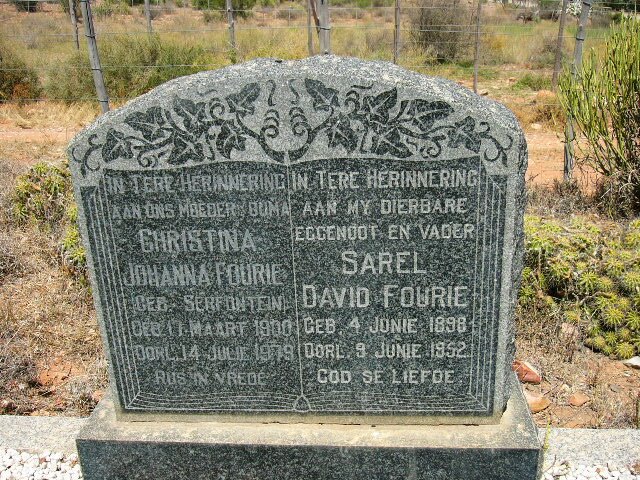 In Tere Herinnering
aan ons Moeder, Ouma
Christina
Johanna Fourie
(geb. Serfontein)
Geb. 11 Maart 1900
Oorl. 14 Julie 1979
Rus in Vrede
In Tere Herinnering
aan my dierbare
eggenoot en vader
Sarel
David Fourie
Geb. 4 Junie 1898
Oorl. 9 Junie 1952
God se Liefde